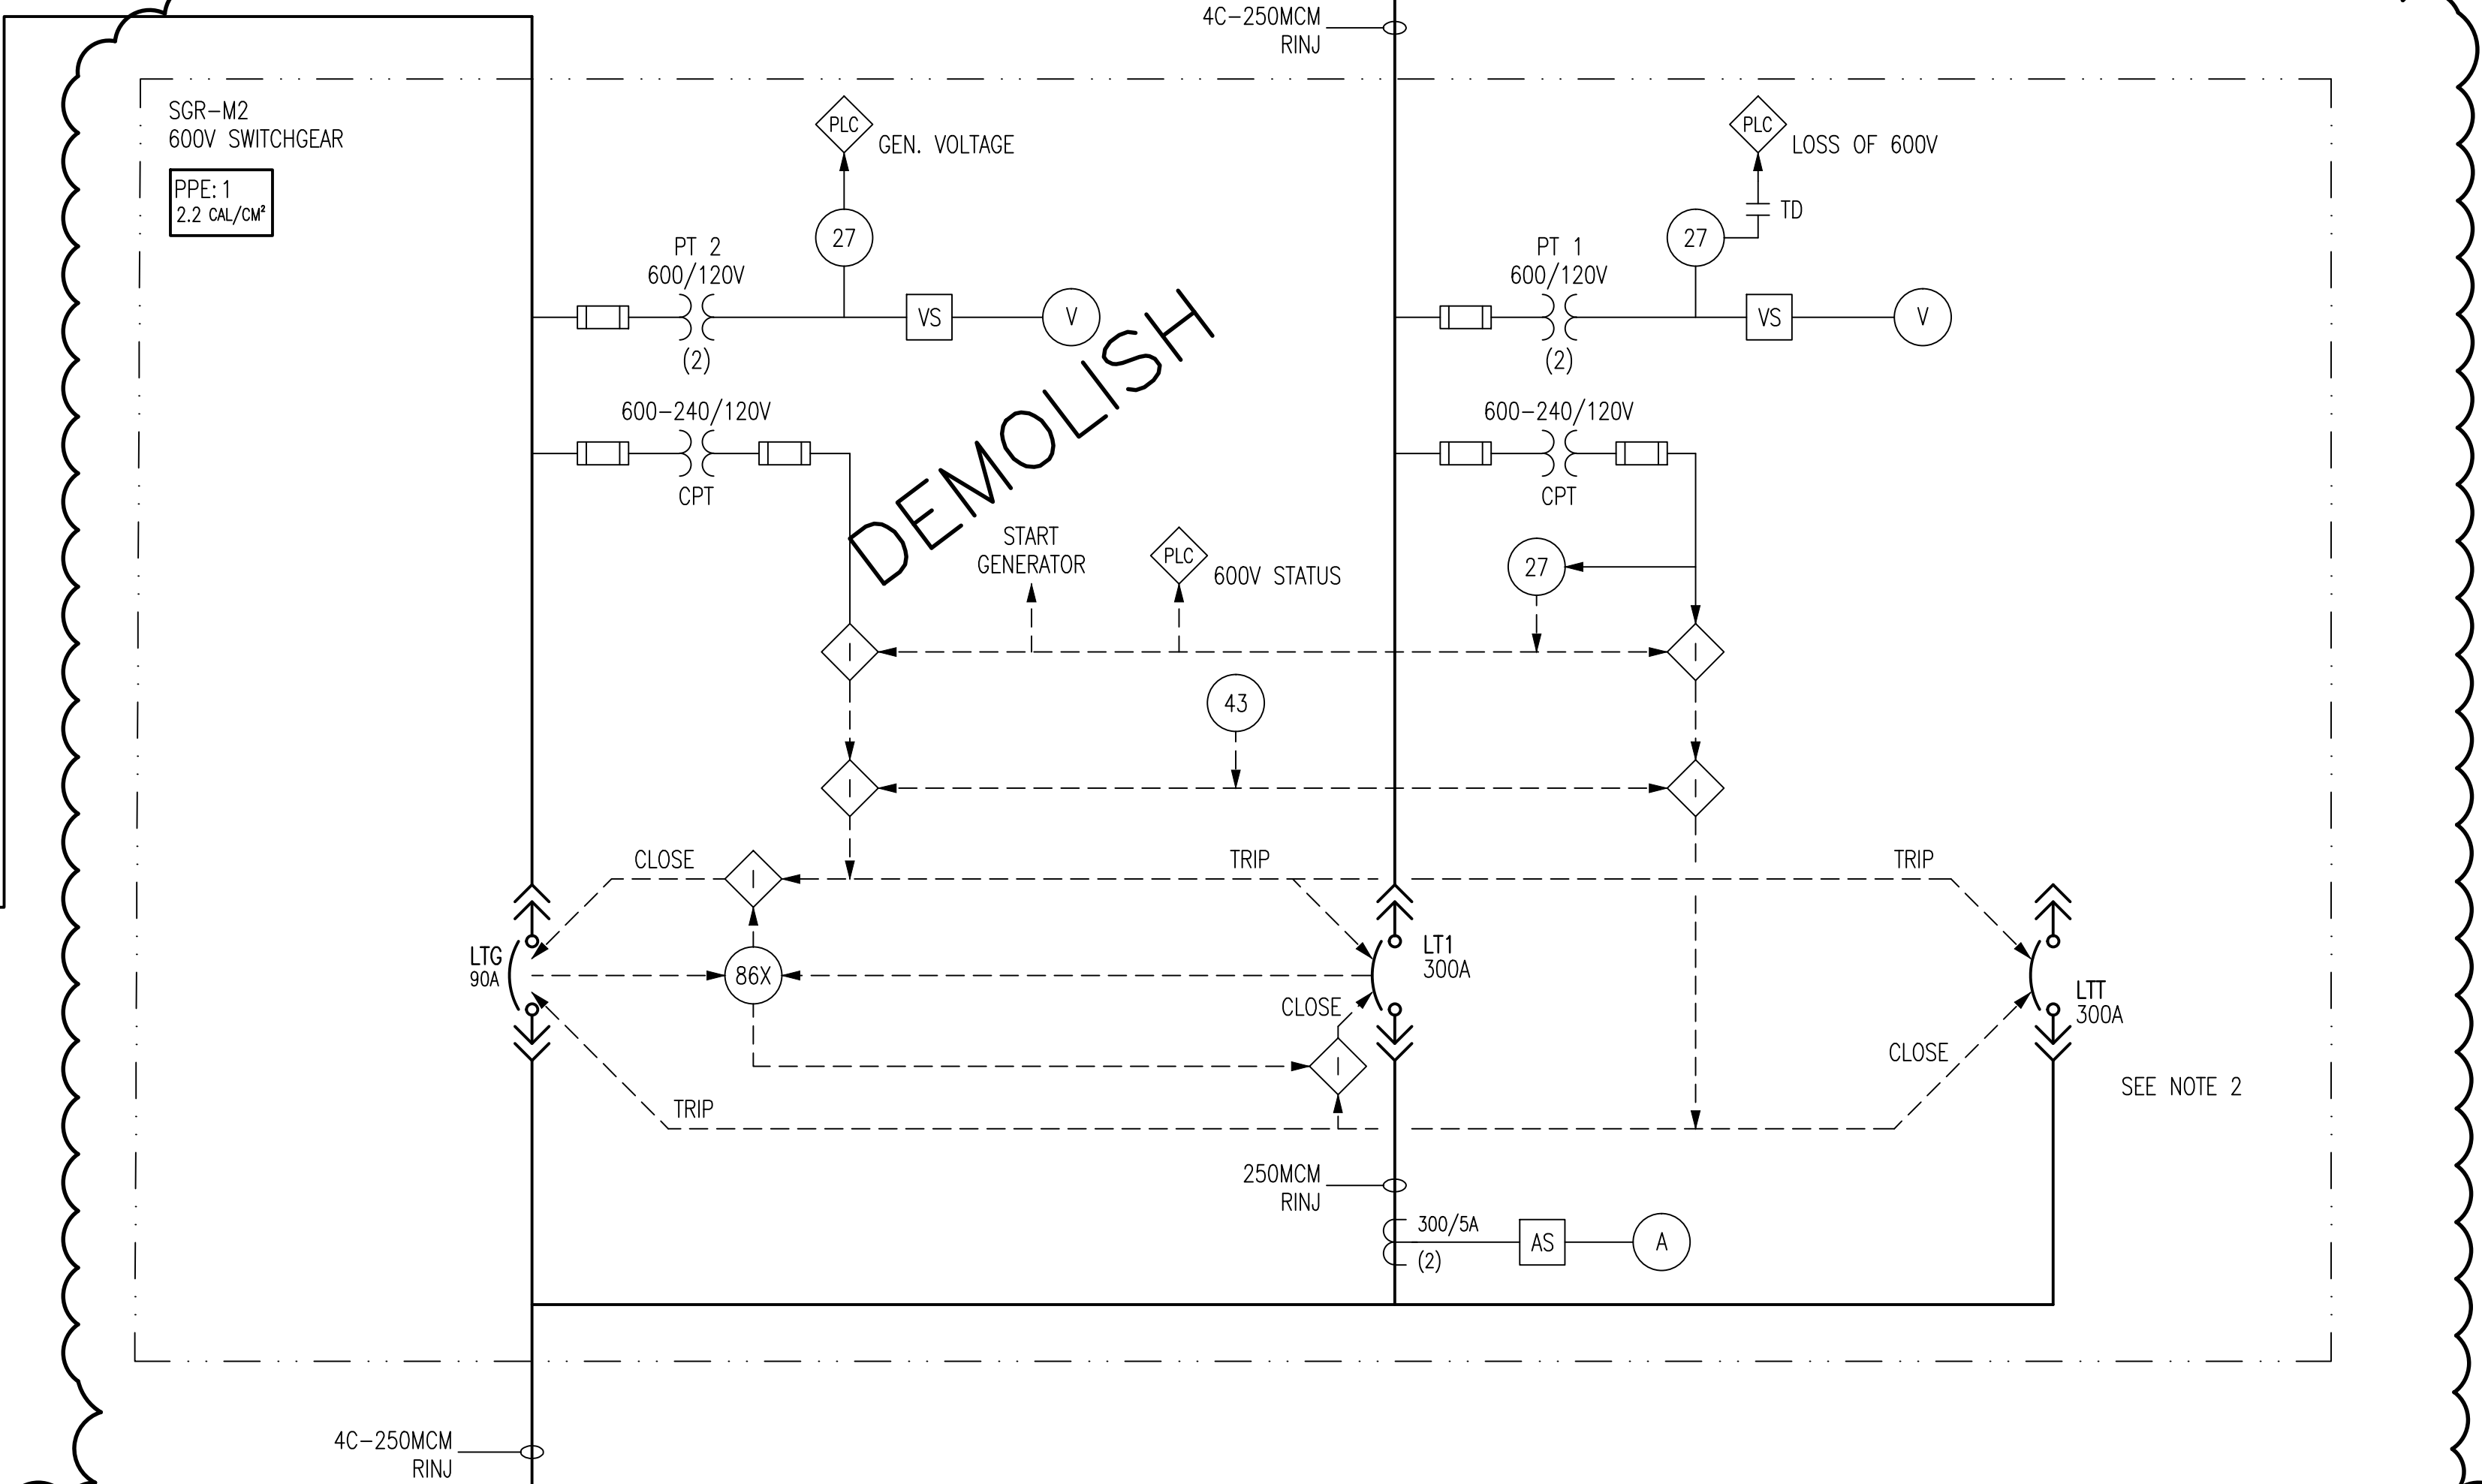 4C-250MCM
RINJ
SGR-M2
600V SWITCHGEAR
PPE: 1
2.2 CAL/CM²
PLC
GEN. VOLTAGE
PLC
LOSS OF 600V
TD
27
27
PT 2
600/120V
(2)
VS
V
PT 1
600/120V
(2)
VS
V
DEMOLISH
600-240/120V
CPT
600-240/120V
CPT
START
GENERATOR
PLC
600V STATUS
27
I
I
43
I
I
CLOSE
I
TRIP
TRIP
LTG
90A
86X
LT1
300A
CLOSE
I
LTT
300A
CLOSE
SEE NOTE 2
TRIP
250MCM
RINJ
300/5A
(2)
AS
A
4C-250MCM
RINJ